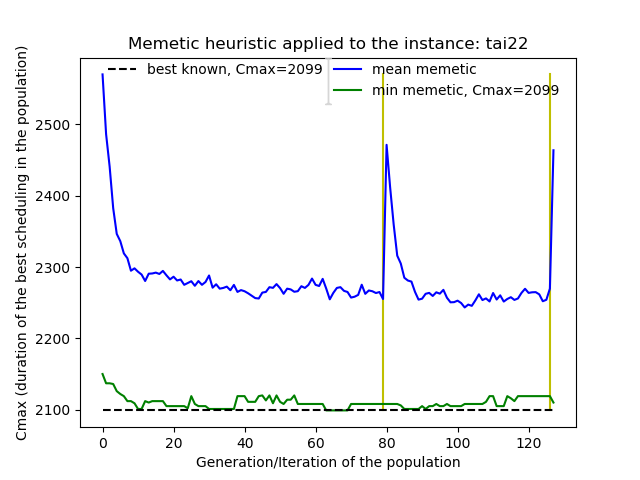 Memetic heuristic applied to the instance: tai22
best known, Cmax=2099
mean memetic
min memetic, Cmax=2099
Cmax (duration of the best scheduling in the population)
2500
2400
2300
2200
2100
0 20 40 60 80 100 120
Generation/Iteration of the population